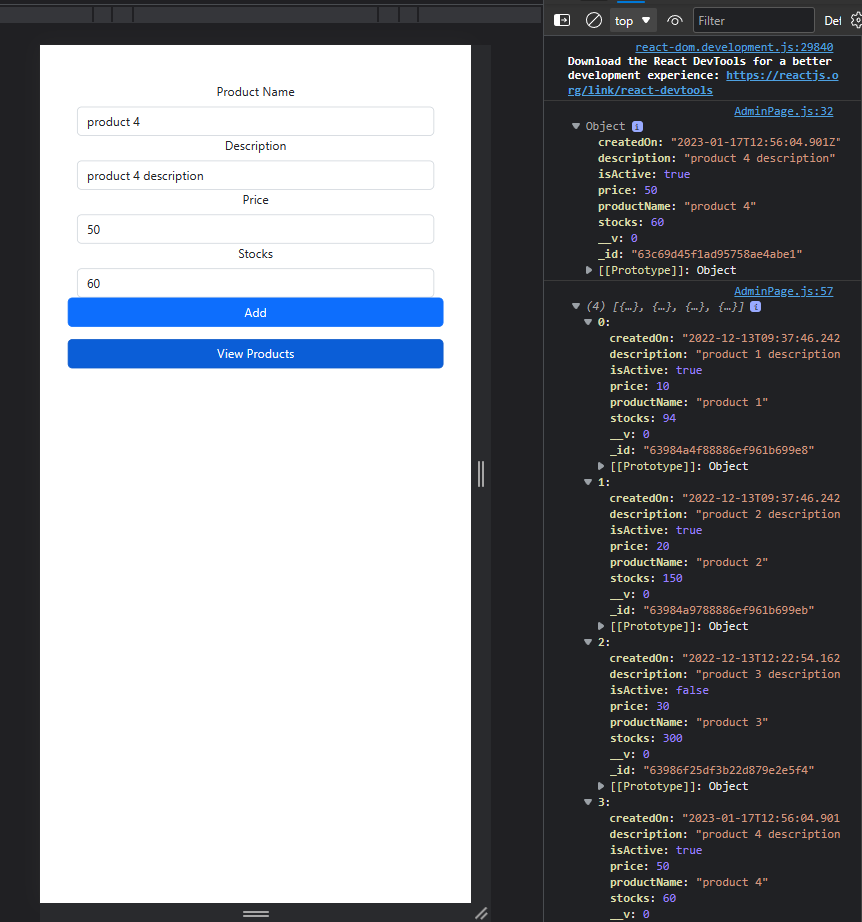 Product Name
product 4
Description
product 4 description
Price
50
Stocks
60
Add
View Products
top
Filter
Def
react-dom.development.js:29840
Download the React DevTools for a better
development experience: https://reactjs.o
rg/link/react-devtools
AdminPage.js:32
Object
createdOn: "2023-01-17T12:56:04.901Z"
description: "product 4 description"
isActive: true
price: 50
productName: "product 4"
stocks: 60
__v: 0
_id: "63c69d45f1ad95758ae4abe1"
[[Prototype]]: Object
AdminPage.js:57
(4) [{…}, {…}, {…}, {…}]
0:
createdOn: "2022-12-13T09:37:46.242
description: "product 1 description
isActive: true
price: 10
productName: "product 1"
stocks: 94
__v: 0
_id: "63984a4f88886ef961b699e8"
[[Prototype]]: Object
1:
createdOn: "2022-12-13T09:37:46.242
description: "product 2 description
isActive: true
price: 20
productName: "product 2"
stocks: 150
__v: 0
_id: "63984a9788886ef961b699eb"
[[Prototype]]: Object
2:
createdOn: "2022-12-13T12:22:54.162
description: "product 3 description
isActive: false
price: 30
productName: "product 3"
stocks: 300
__v: 0
_id: "63986f25df3b22d879e2e5f4"
[[Prototype]]: Object
3:
createdOn: "2023-01-17T12:56:04.901
description: "product 4 description
isActive: true
price: 50
productName: "product 4"
stocks: 60
__v: 0